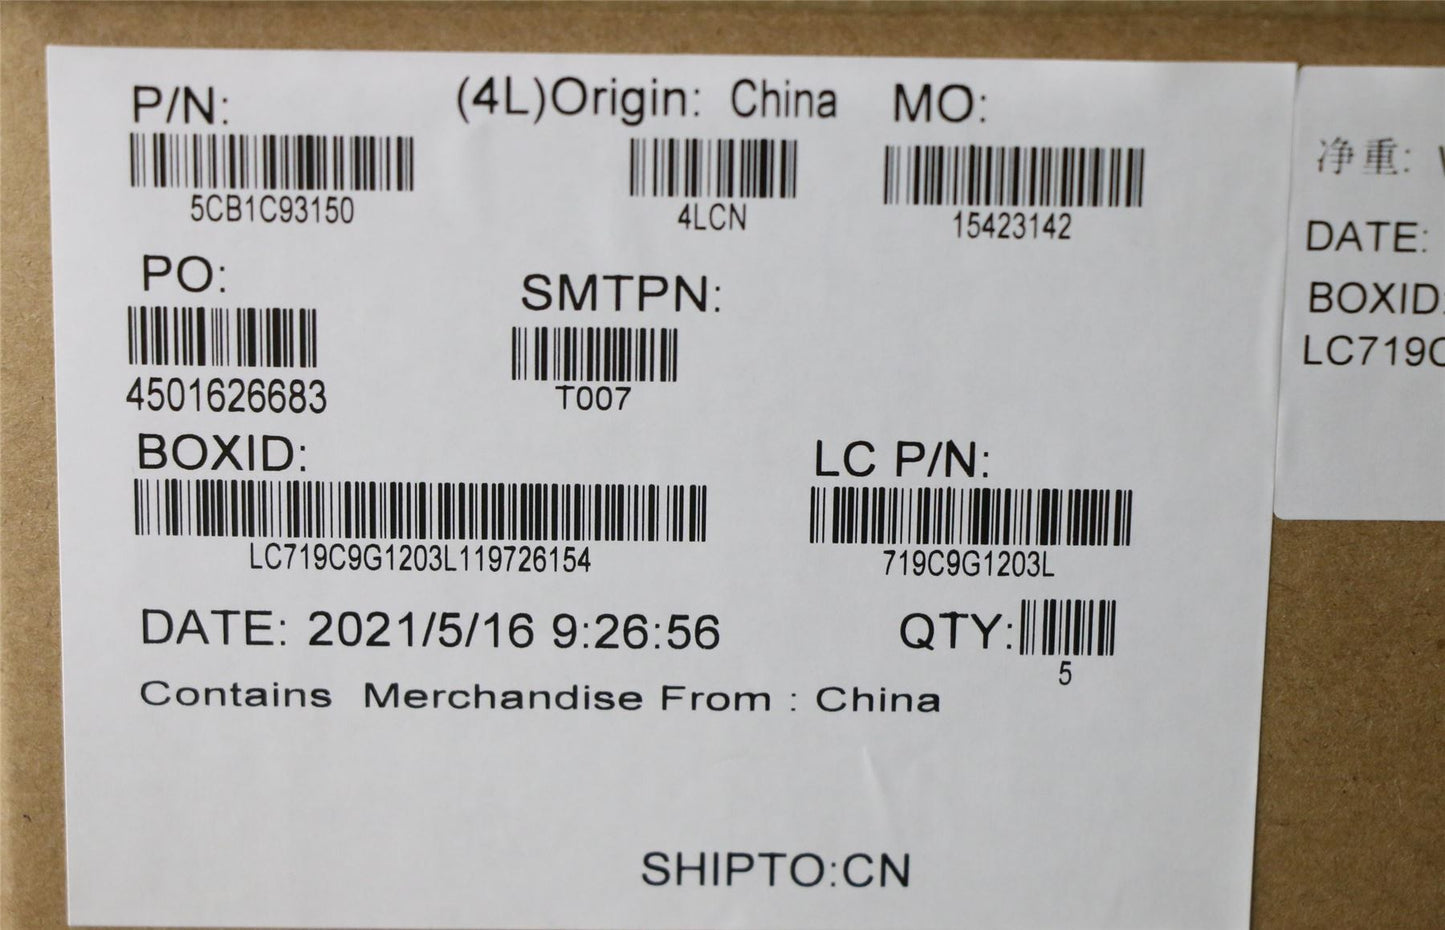 P/N: (4L)Origin: China MO:
5CB1C93150 4LCN 15423142
PO: SMTPN:
4501626683 T007
BOXID: LC P/N:
LC719C9G1203L119726154 719C9G1203L
DATE: 2021/5/16 9:26:56 QTY:
5
Contains Merchandise From : China
SHIPTO:CN
净重:
DATE:
BOXID:
LC719C